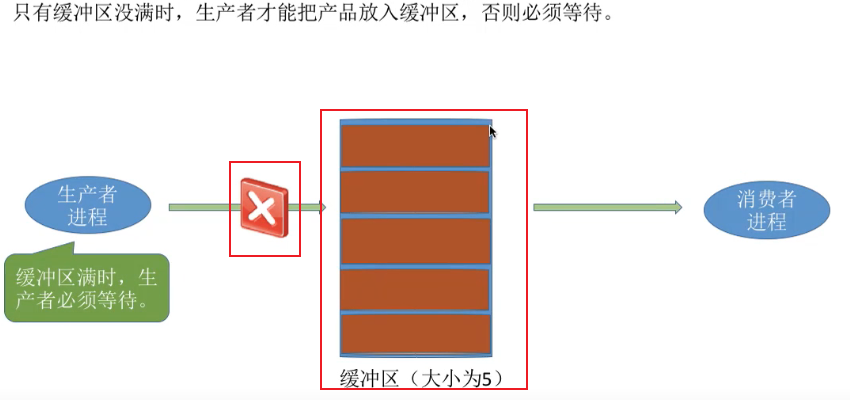 只有缓冲区没满时，生产者才能把产品放入缓冲区，否则必须等待。
生产者
进程
消费者
进程
缓冲区满时，生
产者必须等待。
缓冲区（大小为5）